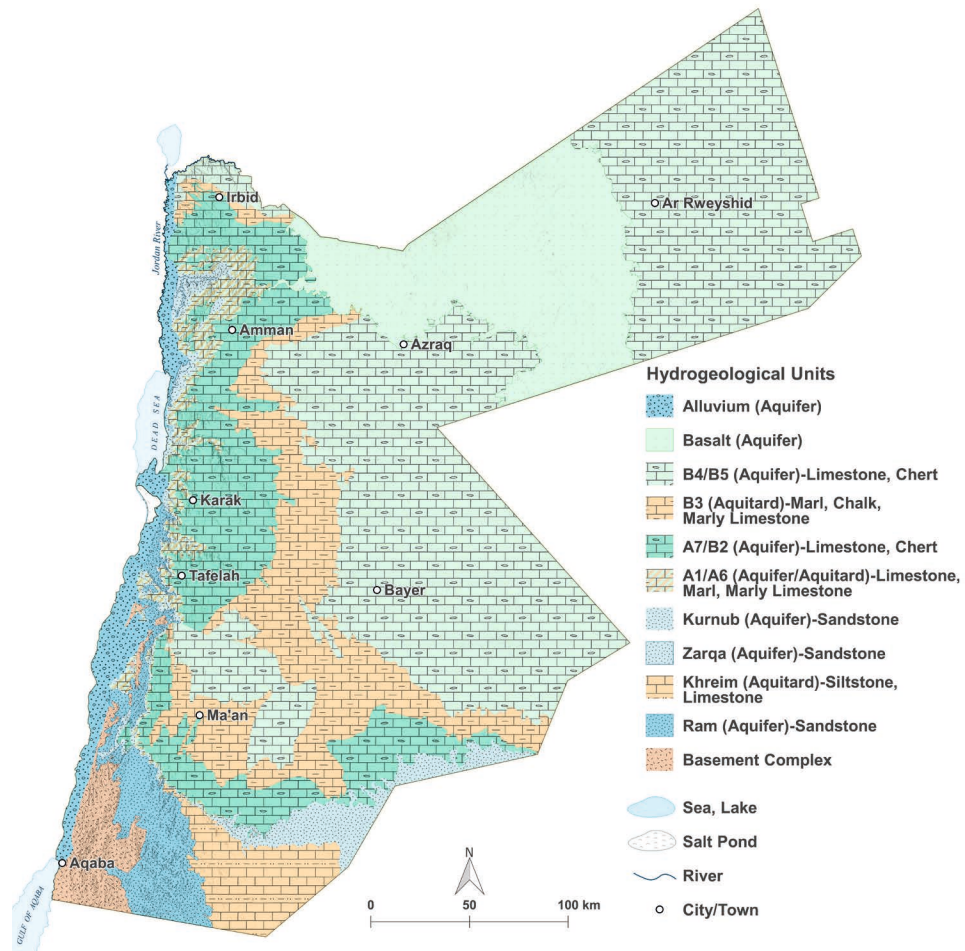 Irbid
Ar Rweyshid
Jordan River
Amman
Azraq
DEAD SEA
Karak
Tafelah
Bayer
Ma'an
Aqaba
GULF OF AQABA
N
0 50 100 km
Hydrogeological Units
Alluvium (Aquifer)
Basalt (Aquifer)
B4/B5 (Aquifer)-Limestone, Chert
B3 (Aquitard)-Marl, Chalk,
Marly Limestone
A7/B2 (Aquifer)-Limestone, Chert
A1/A6 (Aquifer/Aquitard)-Limestone,
Marl, Marly Limestone
Kurnub (Aquifer)-Sandstone
Zarqa (Aquifer)-Sandstone
Khreim (Aquitard)-Siltstone,
Limestone
Ram (Aquifer)-Sandstone
Basement Complex
Sea, Lake
Salt Pond
River
City/Town